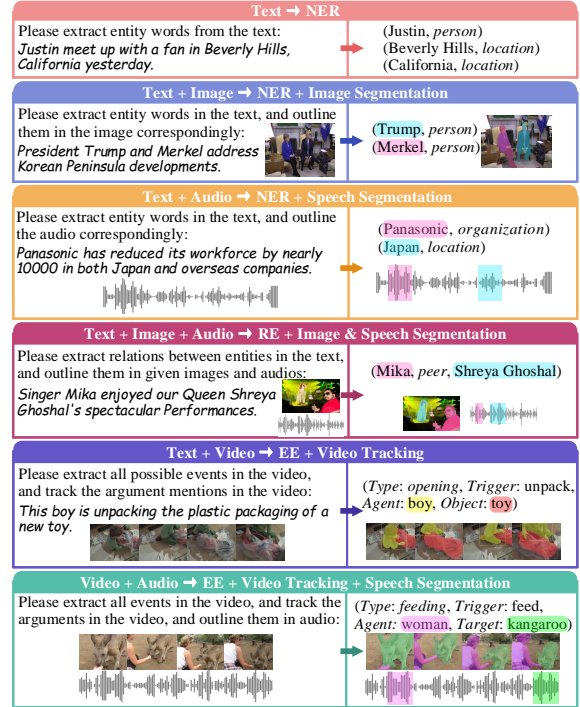 Text → NER
Please extract entity words from the text:
Justin meet up with a fan in Beverly Hills,
California yesterday.
(Justin, person)
(Beverly Hills, location)
(California, location)
Text + Image → NER + Image Segmentation
Please extract entity words in the text, and outline
them in the image correspondingly:
President Trump and Merkel address
Korean Peninsula developments.
(Trump, person)
(Merkel, person)
Text + Audio → NER + Speech Segmentation
Please extract entity words in the text, and outline
the audio correspondingly:
Panasonic has reduced its workforce by nearly
10000 in both Japan and overseas companies.
(Panasonic, organization)
(Japan, location)
Text + Image + Audio → RE + Image & Speech Segmentation
Please extract relations between entities in the text,
and outline them in given images and audios:
Singer Mika enjoyed our Queen Shreya
Ghoshal's spectacular Performances.
(Mika, peer, Shreya Ghoshal)
Text + Video → EE + Video Tracking
Please extract all possible events in the video,
and track the argument mentions in the video:
This boy is unpacking the plastic packaging of a
new toy.
(Type: opening, Trigger: unpack,
Agent: boy, Object: toy)
Video + Audio → EE + Video Tracking + Speech Segmentation
Please extract all events in the video, and track the
arguments in the video, and outline them in audio:
(Type: feeding, Trigger: feed,
Agent: woman, Target: kangaroo)